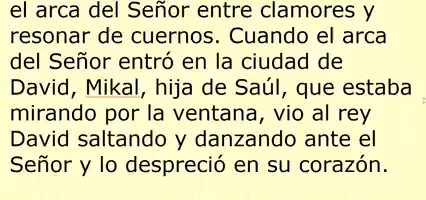 el arca del Señor entre clamores y
resonar de cuernos. Cuando el arca
del Señor entró en la ciudad de
David, Mikal, hija de Saúl, que estaba
mirando por la ventana, vio al rey
David saltando y danzando ante el
Señor y lo despreció en su corazón.